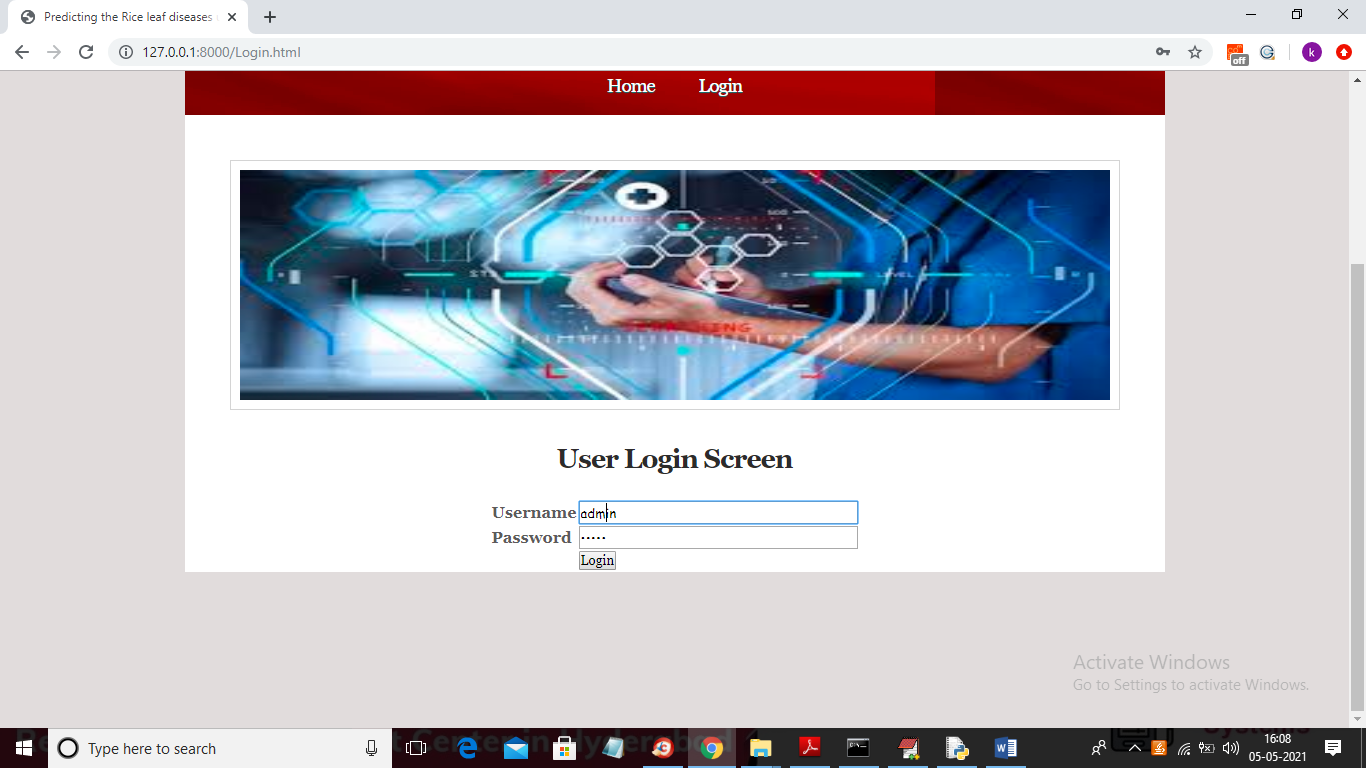 Predicting the Rice leaf diseases
127.0.0.1:8000/Login.html
off
k
Home Login
LEVEL
User Login Screen
Username admin
Password •••••
Login
Activate Windows
Go to Settings to activate Windows.
Type here to search
16:08
05-05-2021